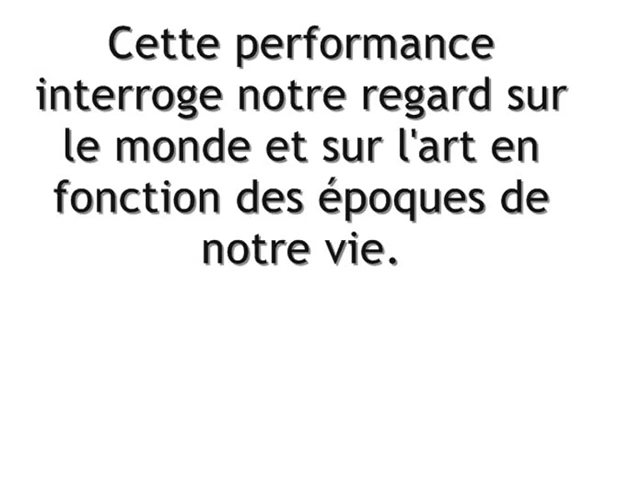 Cette performance
interroge notre regard sur
le monde et sur l'art en
fonction des époques de
notre vie.